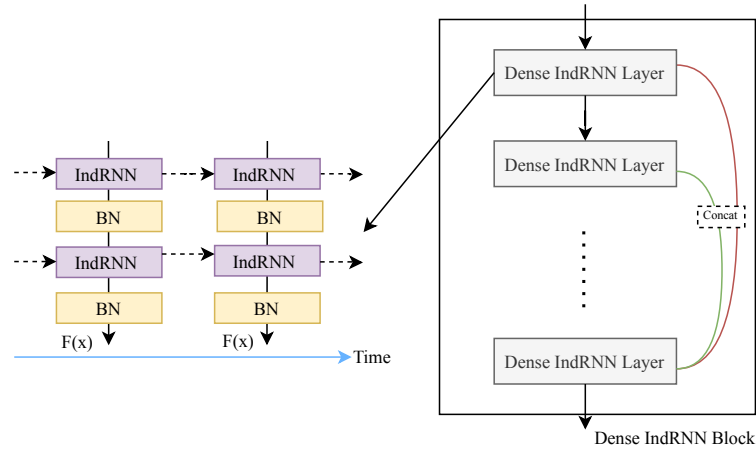 Dense IndRNN Layer
Dense IndRNN Layer
Concat
Dense IndRNN Layer
Dense IndRNN Block
IndRNN
IndRNN
BN
BN
IndRNN
IndRNN
BN
BN
F(x)
F(x)
Time